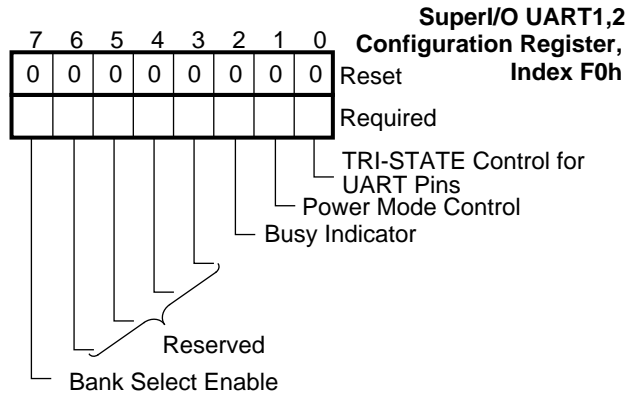 SuperI/O UART1,2
Configuration Register,
Index F0h
7 6 5 4 3 2 1 0
0 0 0 0 0 0 0 0 Reset
Required
TRI-STATE Control for
UART Pins
Power Mode Control
Busy Indicator
Reserved
Bank Select Enable